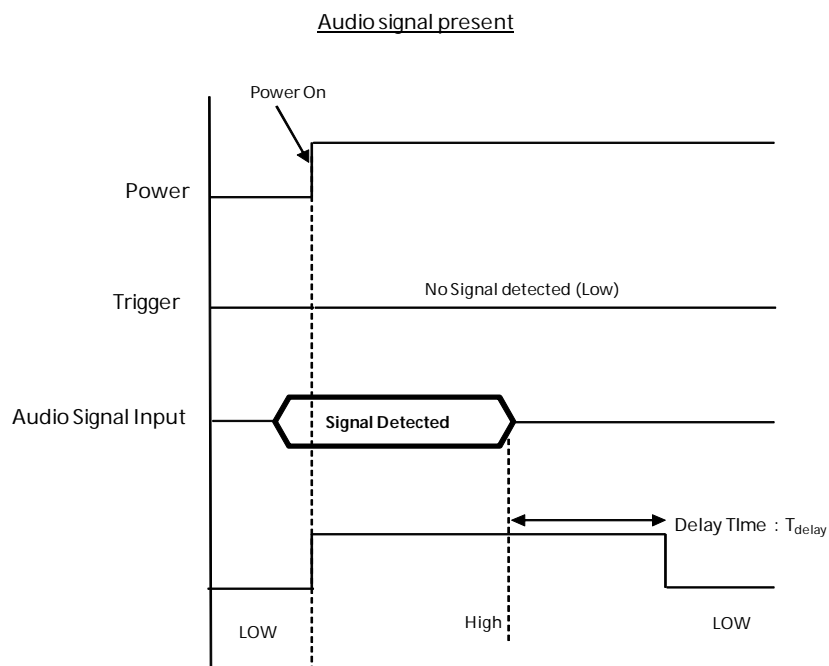 Audio signal present
Power On
Power
No Signal detected (Low)
Trigger
Audio Signal Input
Signal Detected
Delay TIme : Tdelay
LOW
High
LOW